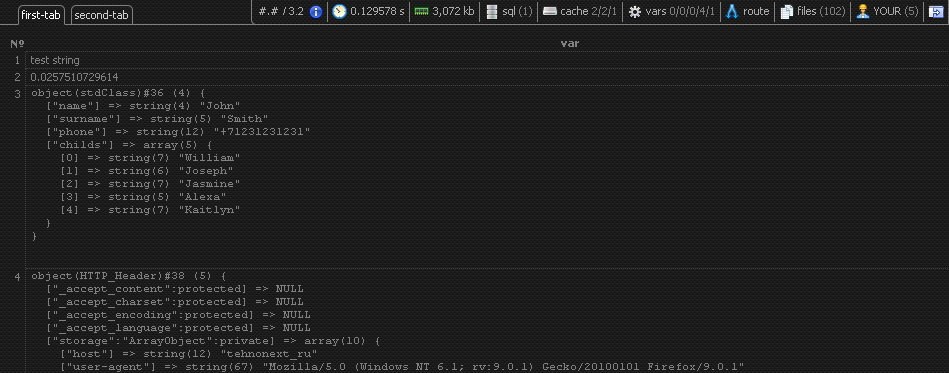 first-tab second-tab #.# / 3.2 0.129578 s 3,072 kb sql (1) cache 2/2/1 vars 0/0/0/4/1 route files (102) YOUR (5)
№ var
1 test string
2 0.0257510729614
3 object(stdClass)#36 (4) {
["name"] => string(4) "John"
["surname"] => string(5) "Smith"
["phone"] => string(12) "+71231231231"
["childs"] => array(5) {
[0] => string(7) "William"
[1] => string(6) "Joseph"
[2] => string(7) "Jasmine"
[3] => string(5) "Alexa"
[4] => string(7) "Kaitlyn"
}
}
4 object(HTTP_Header)#38 (5) {
["_accept_content":protected] => NULL
["_accept_charset":protected] => NULL
["_accept_encoding":protected] => NULL
["_accept_language":protected] => NULL
["storage":"ArrayObject":private] => array(10) {
["host"] => string(12) "tehnonext_ru"
["user-agent"] => string(67) "Mozilla/5.0 (Windows NT 6.1; rv:9.0.1) Gecko/20100101 Firefox/9.0.1"